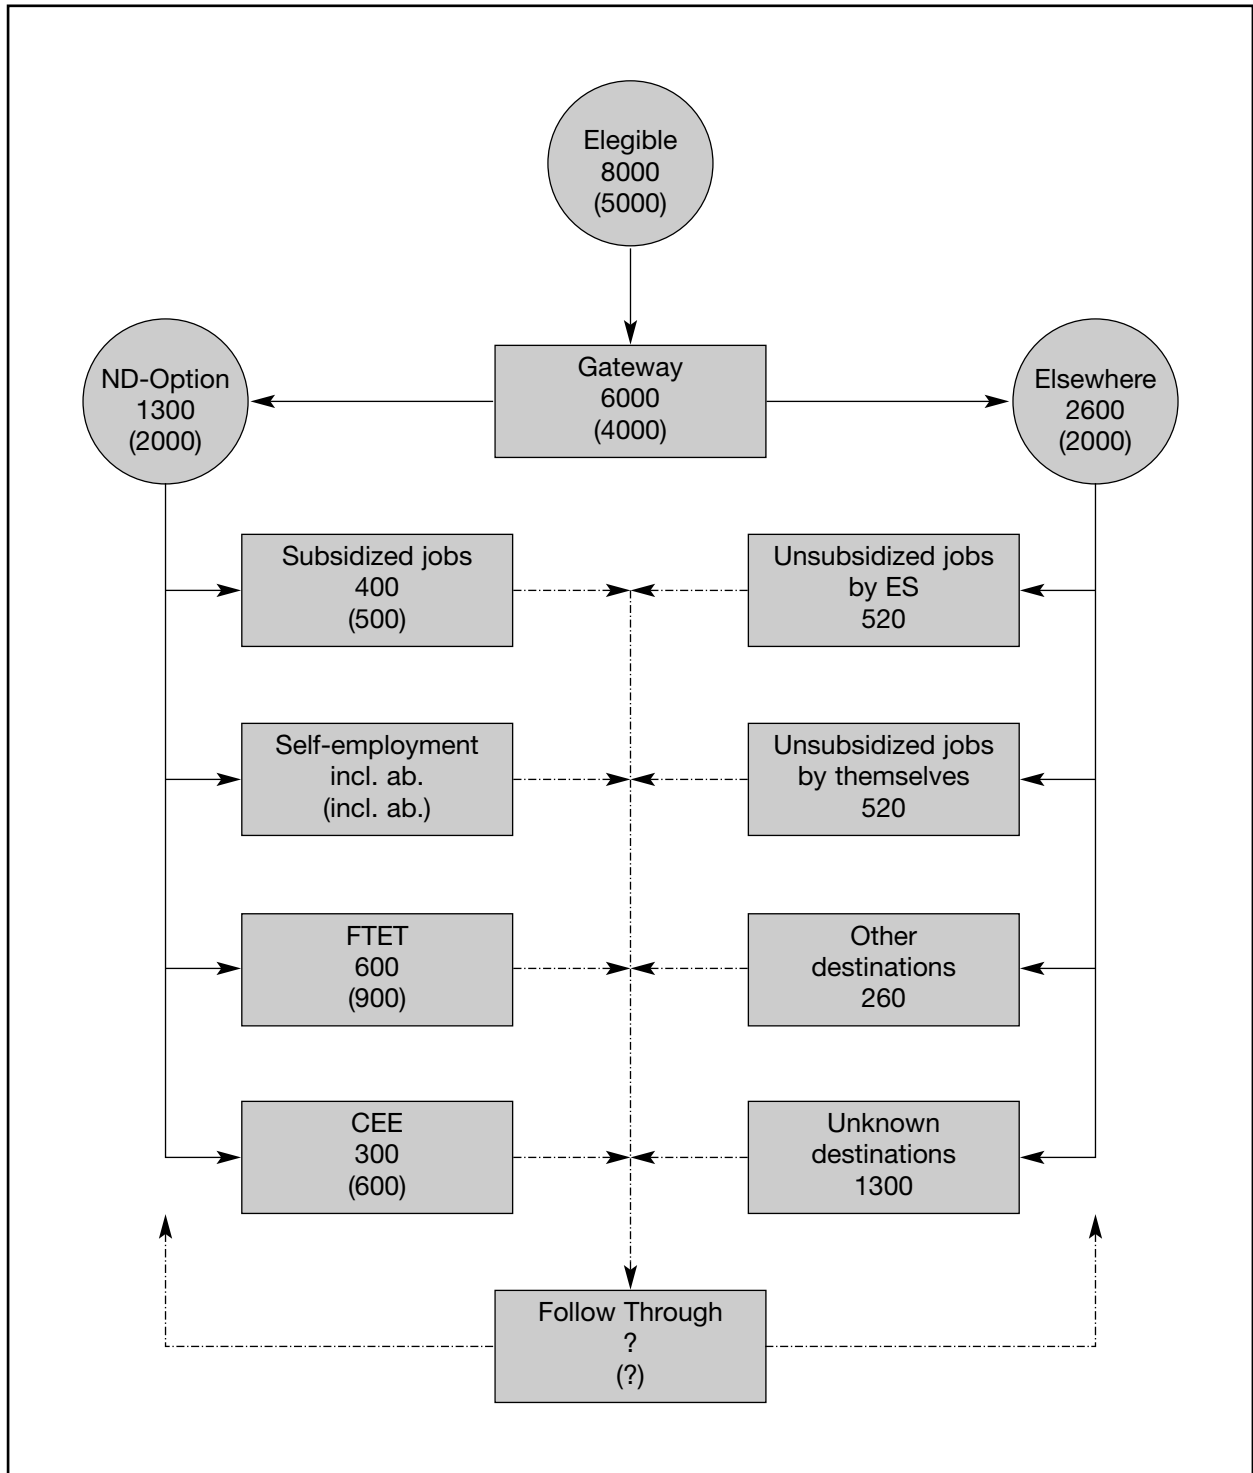 Elegible
8000
(5000)
Gateway
6000
(4000)
ND-Option
1300
(2000)
Elsewhere
2600
(2000)
Subsidized jobs
400
(500)
Unsubsidized jobs
by ES
520
Self-employment
incl. ab.
(incl. ab.)
Unsubsidized jobs
by themselves
520
FTET
600
(900)
Other
destinations
260
CEE
300
(600)
Unknown
destinations
1300
Follow Through
?
(?)